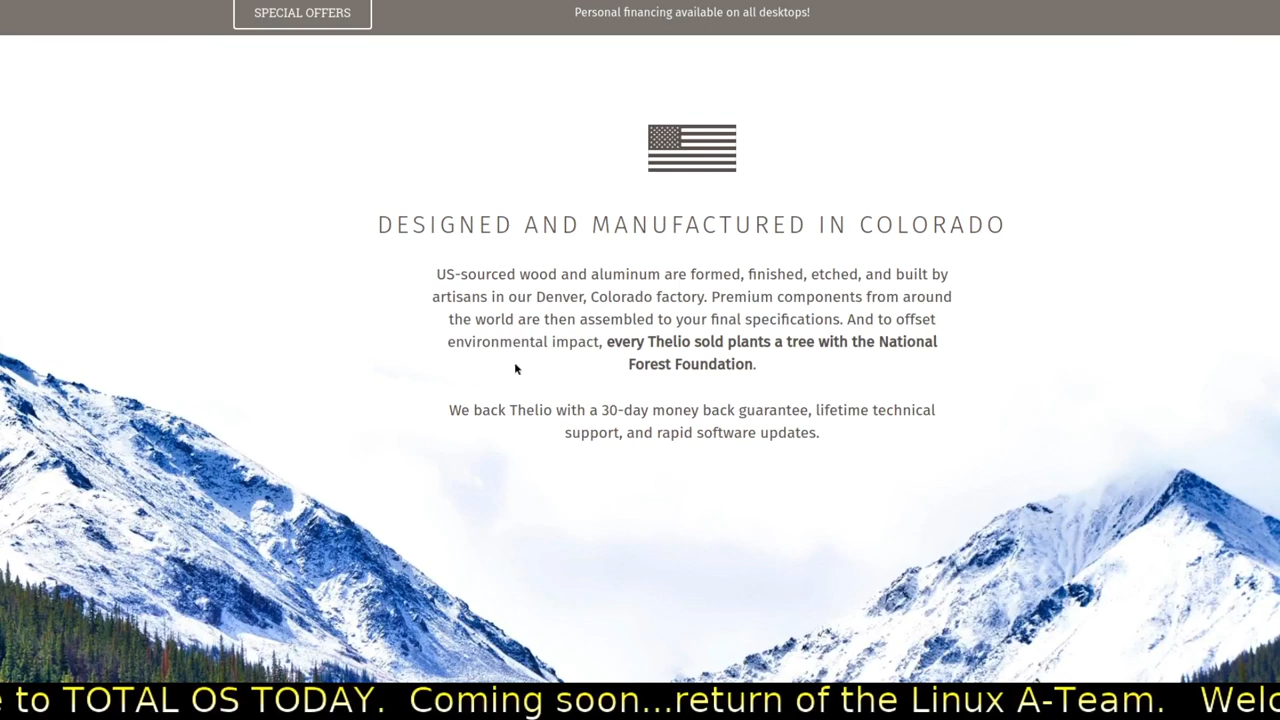 SPECIAL OFFERS
Personal financing available on all desktops!
DESIGNED AND MANUFACTURED IN COLORADO
US-sourced wood and aluminum are formed, finished, etched, and built by
artisans in our Denver, Colorado factory. Premium components from around
the world are then assembled to your final specifications. And to offset
environmental impact, every Thelio sold plants a tree with the National
Forest Foundation.
We back Thelio with a 30-day money back guarantee, lifetime technical
support, and rapid software updates.
e to TOTAL OS TODAY. Coming soon...return of the Linux A-Team. Welc